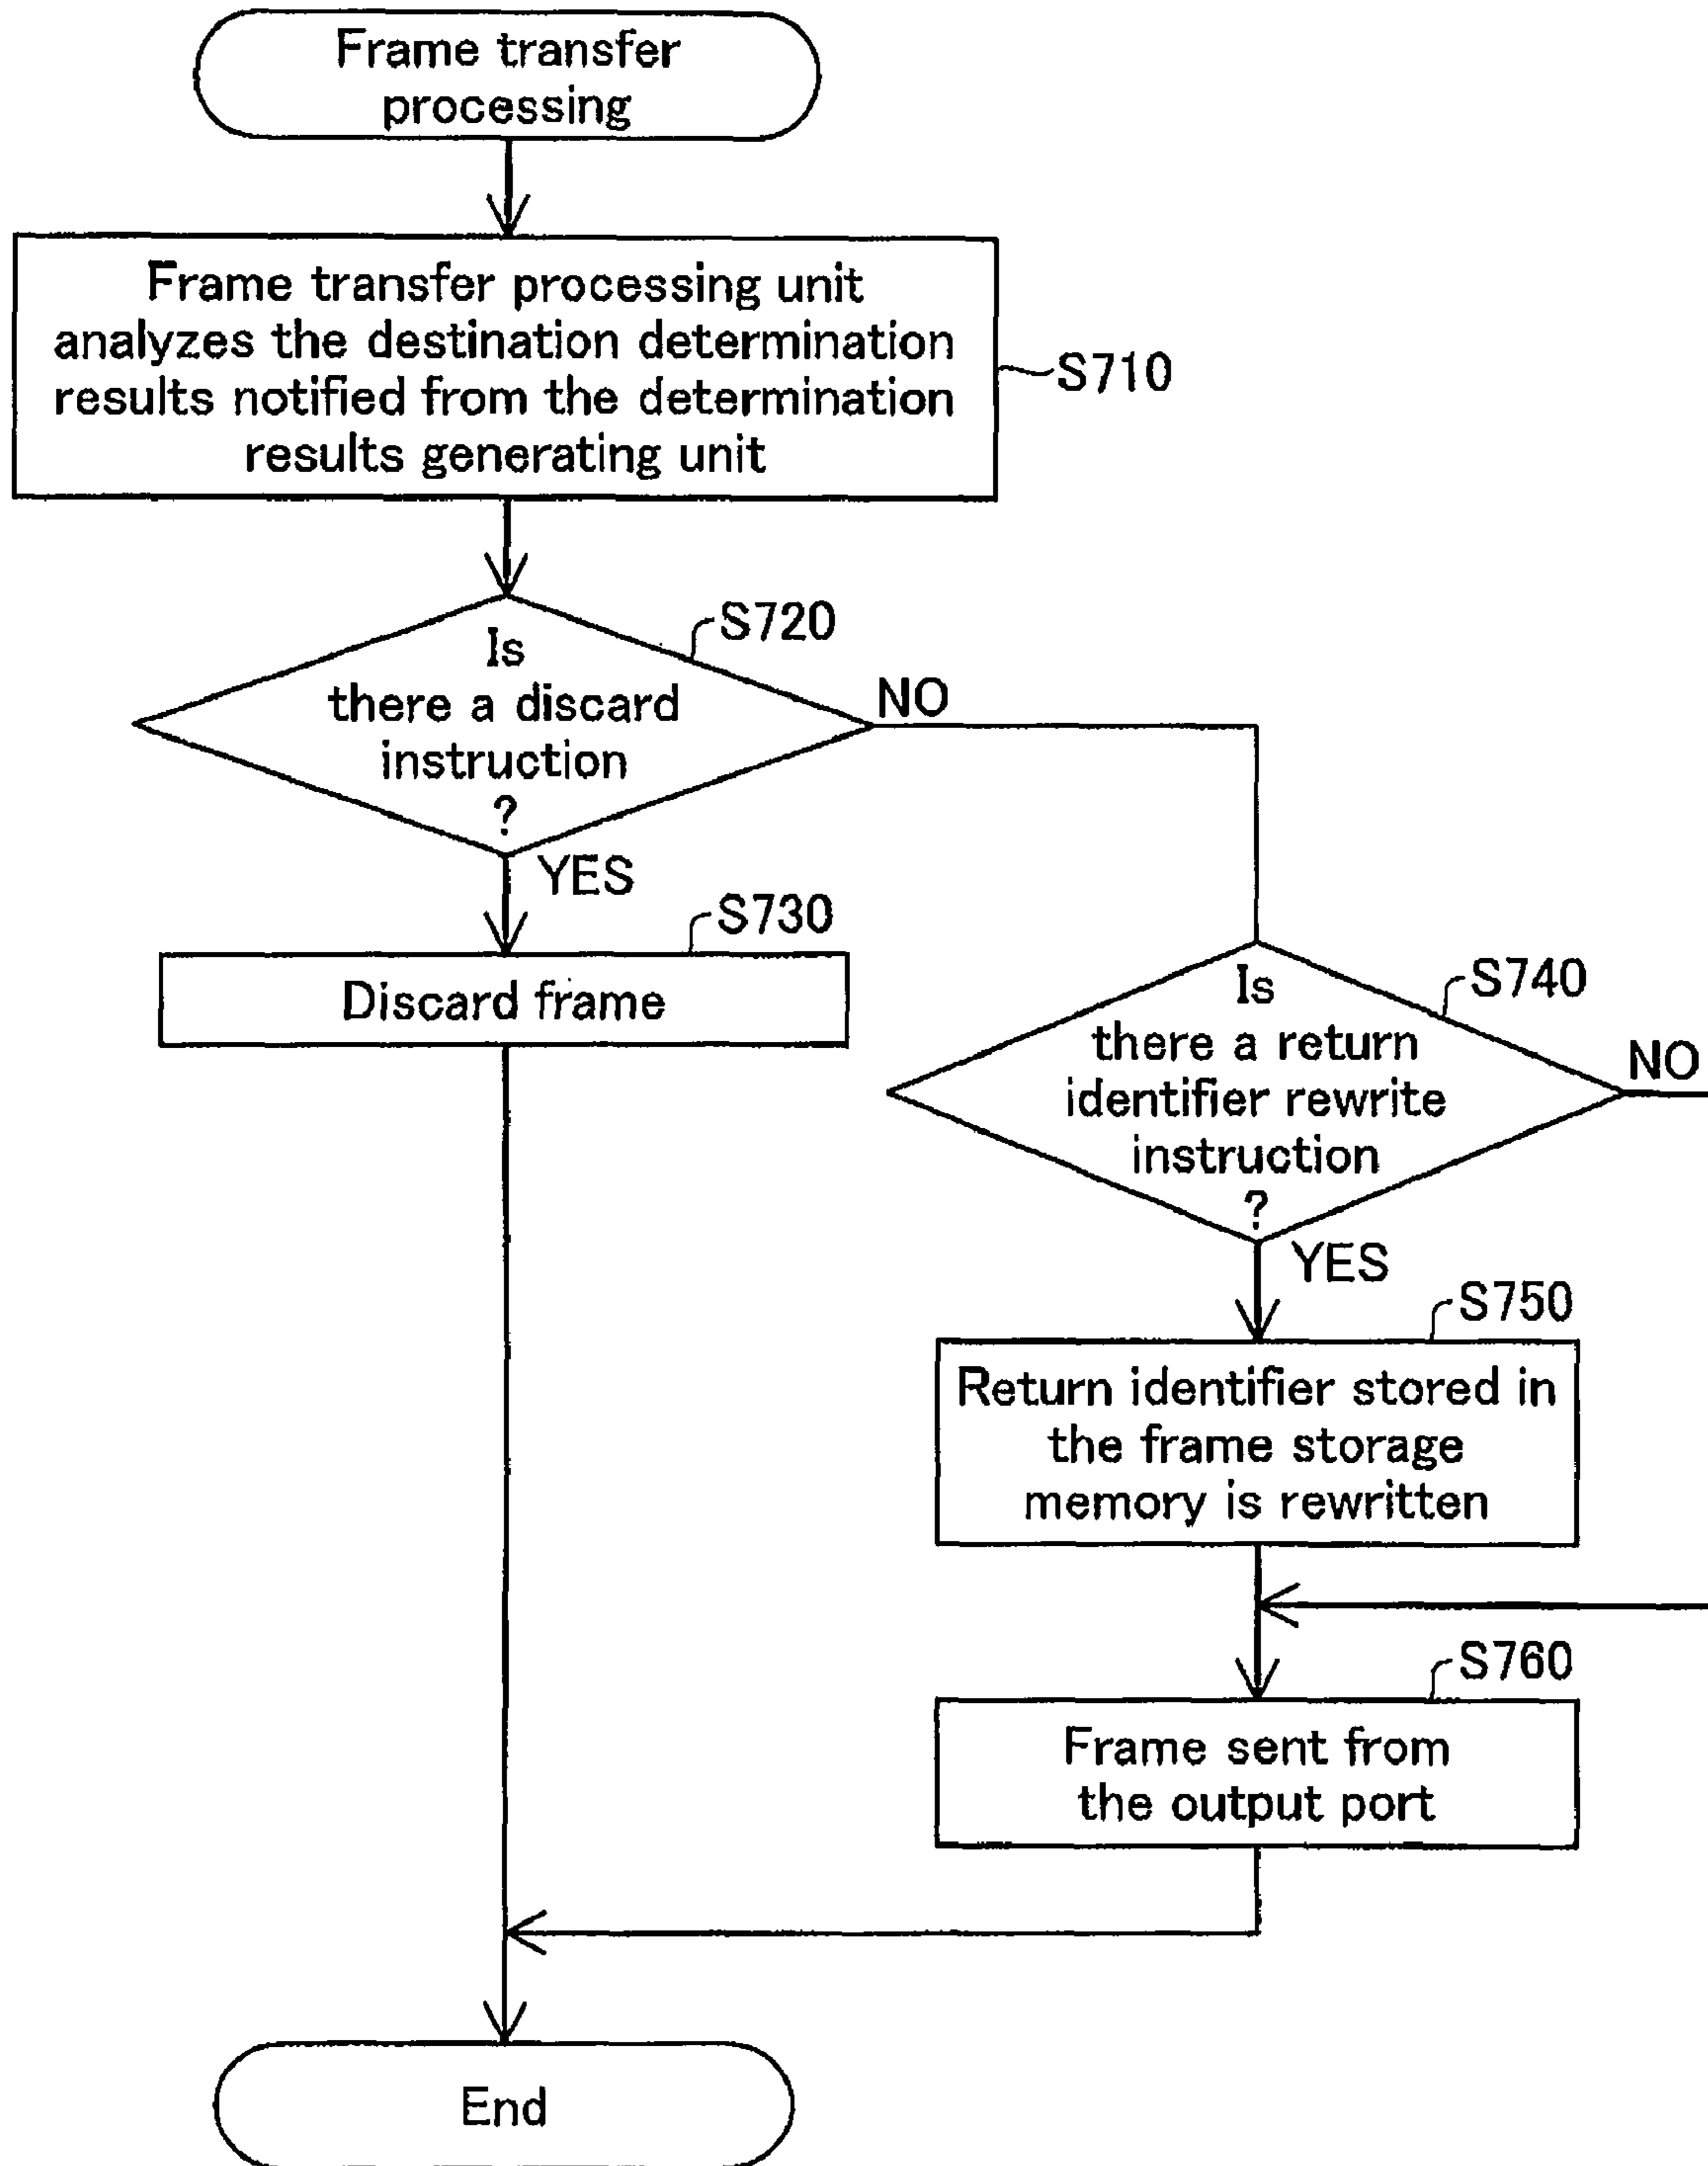 Frame transfer
processing
Frame transfer processing unit
analyzes the destination determination
results notified from the determination
results generating unit
S710
Is
there a discard
instruction
?
S720
NO
YES
S730
Discard frame
Is
there a return
identifier rewrite
instruction
?
S740
NO
YES
S750
Return identifier stored in
the frame storage
memory is rewritten
S760
Frame sent from
the output port
End